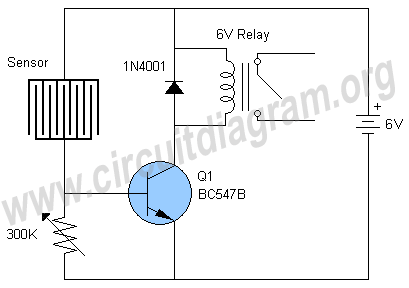 6V Relay
Sensor
1N4001
+
6V
Q1
BC547B
300K
www.circuitdiagram.org